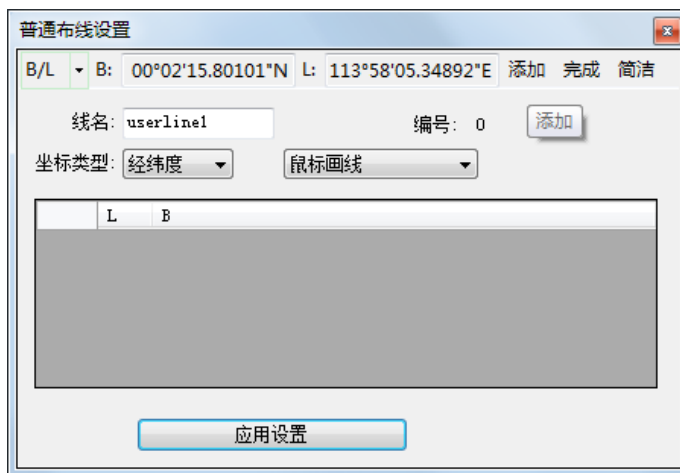 普通布线设置
B/L B: 00°02'15.80101"N L: 113°58'05.34892"E 添加 完成 简洁
线名: userline1 编号: 0 添加
坐标类型: 经纬度 鼠标画线
L B
应用设置